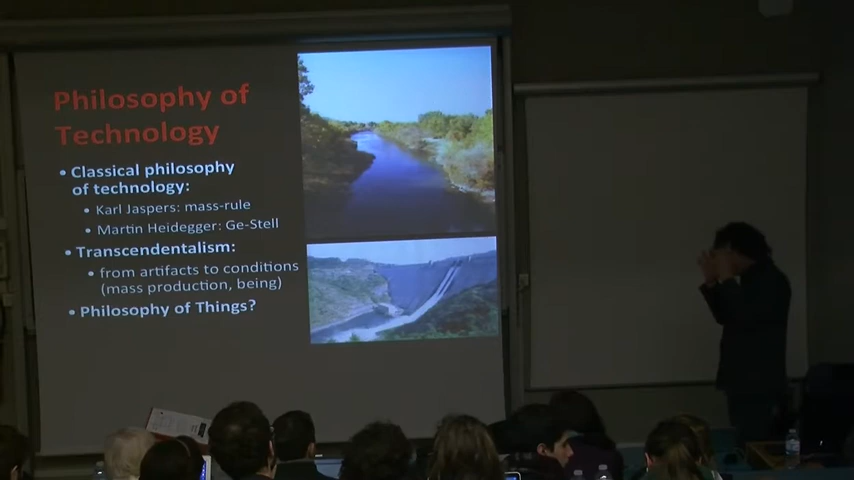 Philosophy of
Technology
• Classical philosophy
of technology:
• Karl Jaspers: mass-rule
• Martin Heidegger: Ge-Stell
• Transcendentalism:
• from artifacts to conditions
(mass production, being)
• Philosophy of Things?